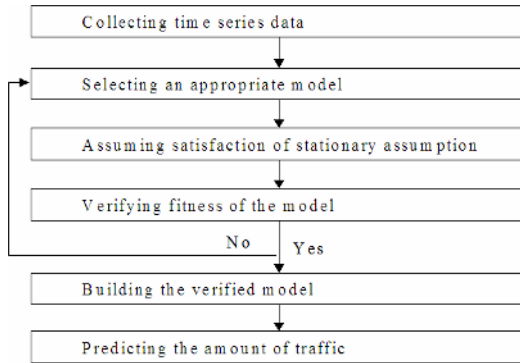 Collecting time series data
Selecting an appropriate model
Assuming satisfaction of stationary assumption
Verifying fitness of the model
No Yes
Building the verified model
Predicting the amount of traffic